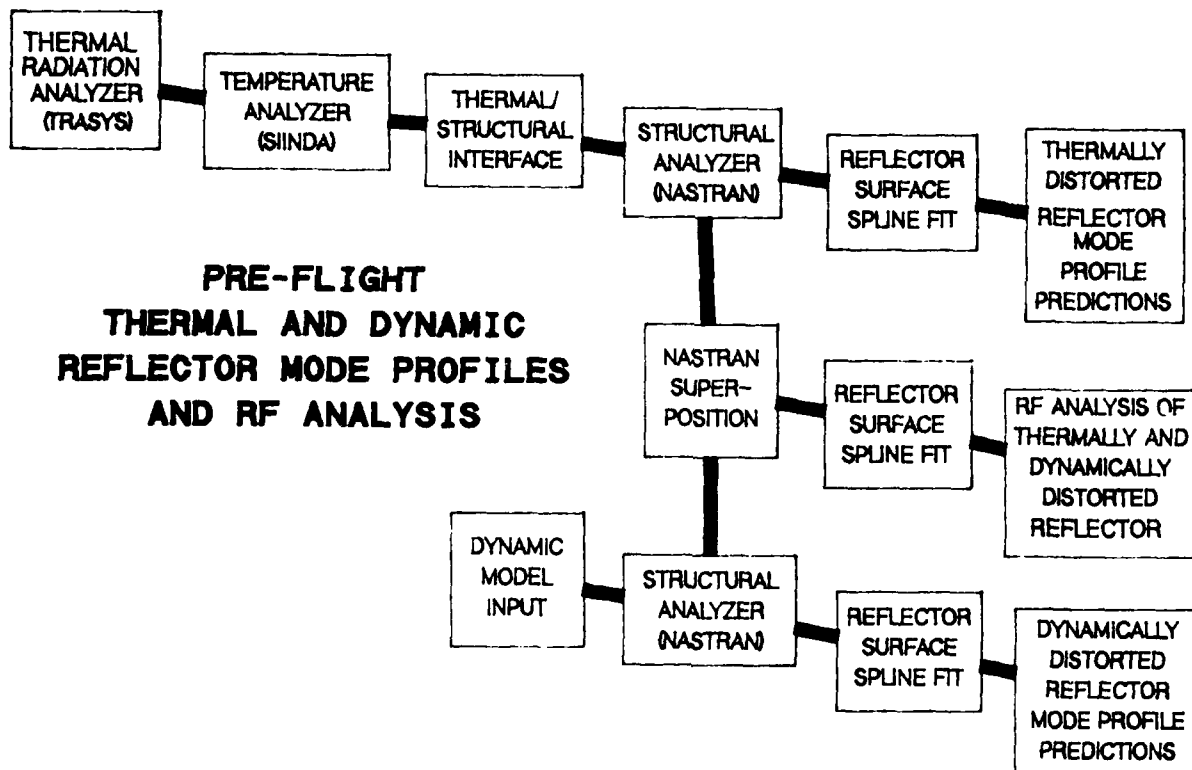 THERMAL
RADIATION
ANALYZER
(TRASYS)
TEMPERATURE
ANALYZER
(SIINDA)
THERMAL/
STRUCTURAL
INTERFACE
STRUCTURAL
ANALYZER
(NASTRAN)
REFLECTOR
SURFACE
SPLINE FIT
THERMALLY
DISTORTED
REFLECTOR
MODE
PROFILE
PREDICTIONS
PRE-FLIGHT
THERMAL AND DYNAMIC
REFLECTOR MODE PROFILES
AND RF ANALYSIS
NASTRAN
SUPER-
POSITION
REFLECTOR
SURFACE
SPLINE FIT
RF ANALYSIS OF
THERMALLY AND
DYNAMICALLY
DISTORTED
REFLECTOR
DYNAMIC
MODEL
INPUT
STRUCTURAL
ANALYZER
(NASTRAN)
REFLECTOR
SURFACE
SPLINE FIT
DYNAMICALLY
DISTORTED
REFLECTOR
MODE PROFILE
PREDICTIONS